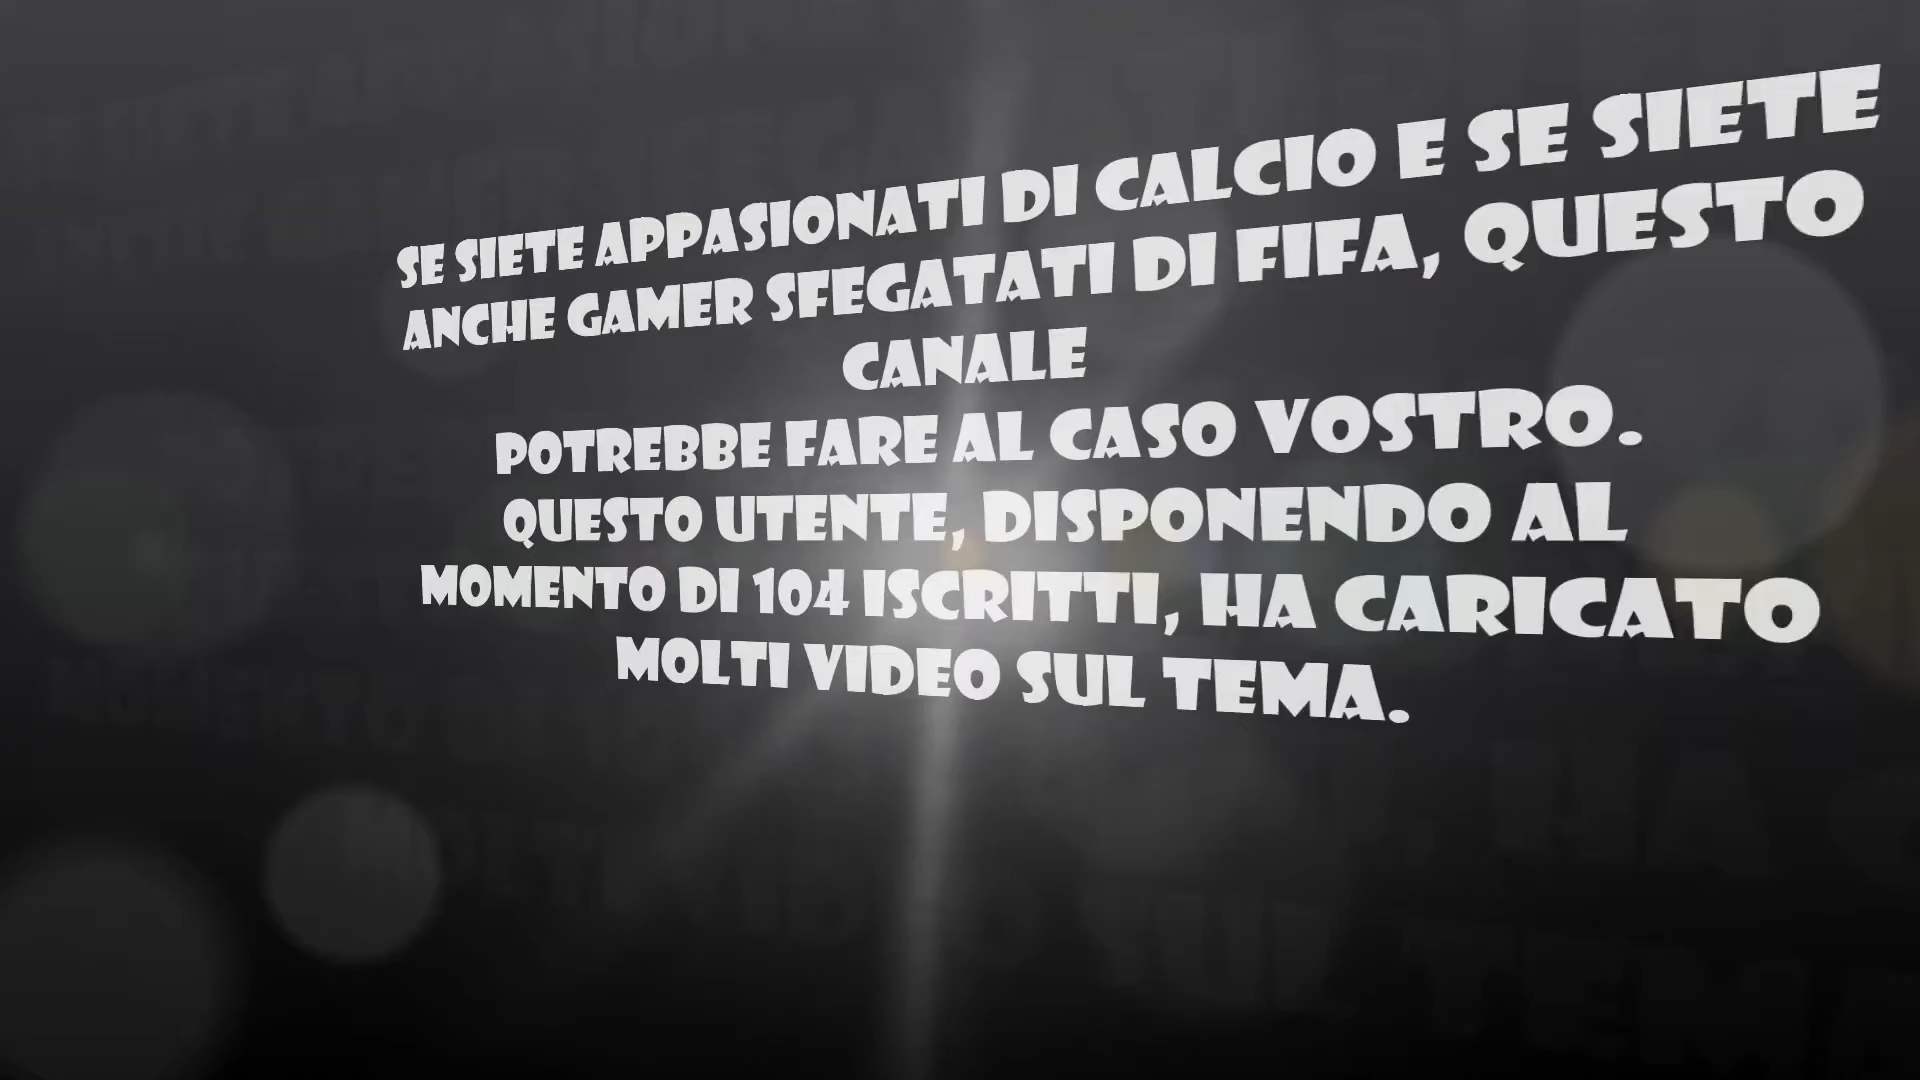 SE SIETE APPASIONATI DI CALCIO E SE SIETE
ANCHE GAMER SFEGATATI DI FIFA, QUESTO
CANALE
POTREBBE FARE AL CASO VOSTRO.
QUESTO UTENTE, DISPONENDO AL
MOMENTO DI 104 ISCRITTI, HA CARICATO
MOLTI VIDEO SUL TEMA.